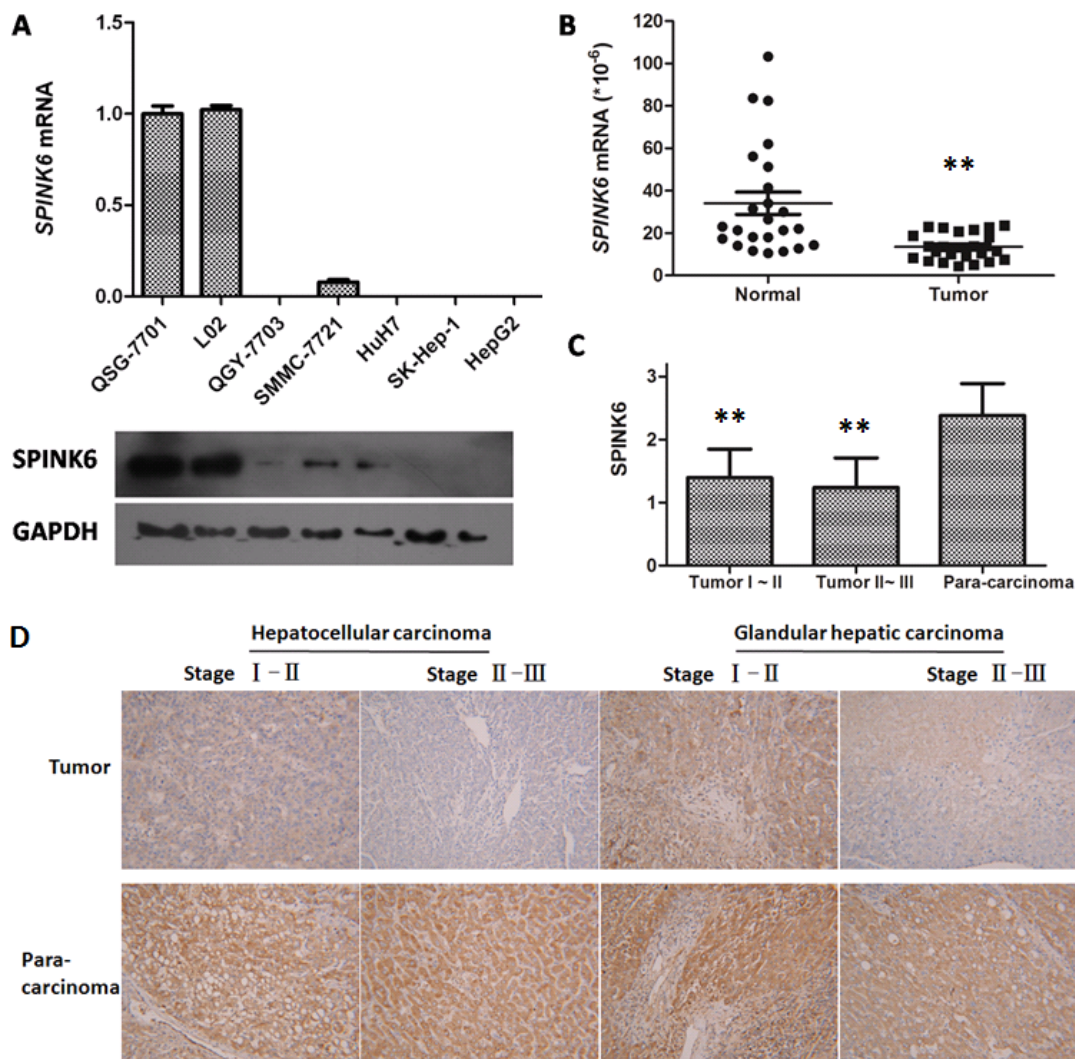 A
SPINK6 mRNA
1.5
1.0
0.5
0.0
QSG-7701
L02
QGY-7703
SMMC-7721
HuH7
SK-Hep-1
HepG2
SPINK6
GAPDH
B
SPINK6 mRNA (*10-6)
120
100
80
60
40
20
0
**
Normal
Tumor
C
SPINK6
3
2
1
0
**
**
Tumor I ~ II
Tumor II~ III
Para-carcinoma
D
Hepatocellular carcinoma
Glandular hepatic carcinoma
Stage I - II
Stage II -III
Stage I - II
Stage II -III
Tumor
Para-
carcinoma